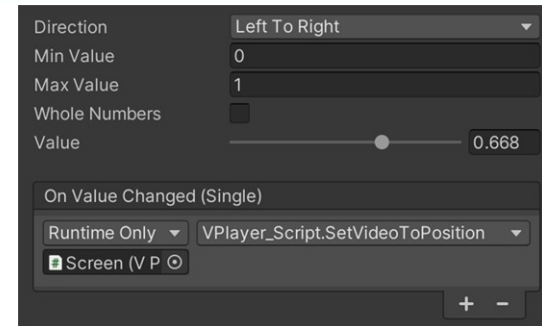 Direction Left To Right
Min Value 0
Max Value 1
Whole Numbers
Value 0.668
On Value Changed (Single)
Runtime Only VPlayer_Script.SetVideoToPosition
# Screen (V P
+ -